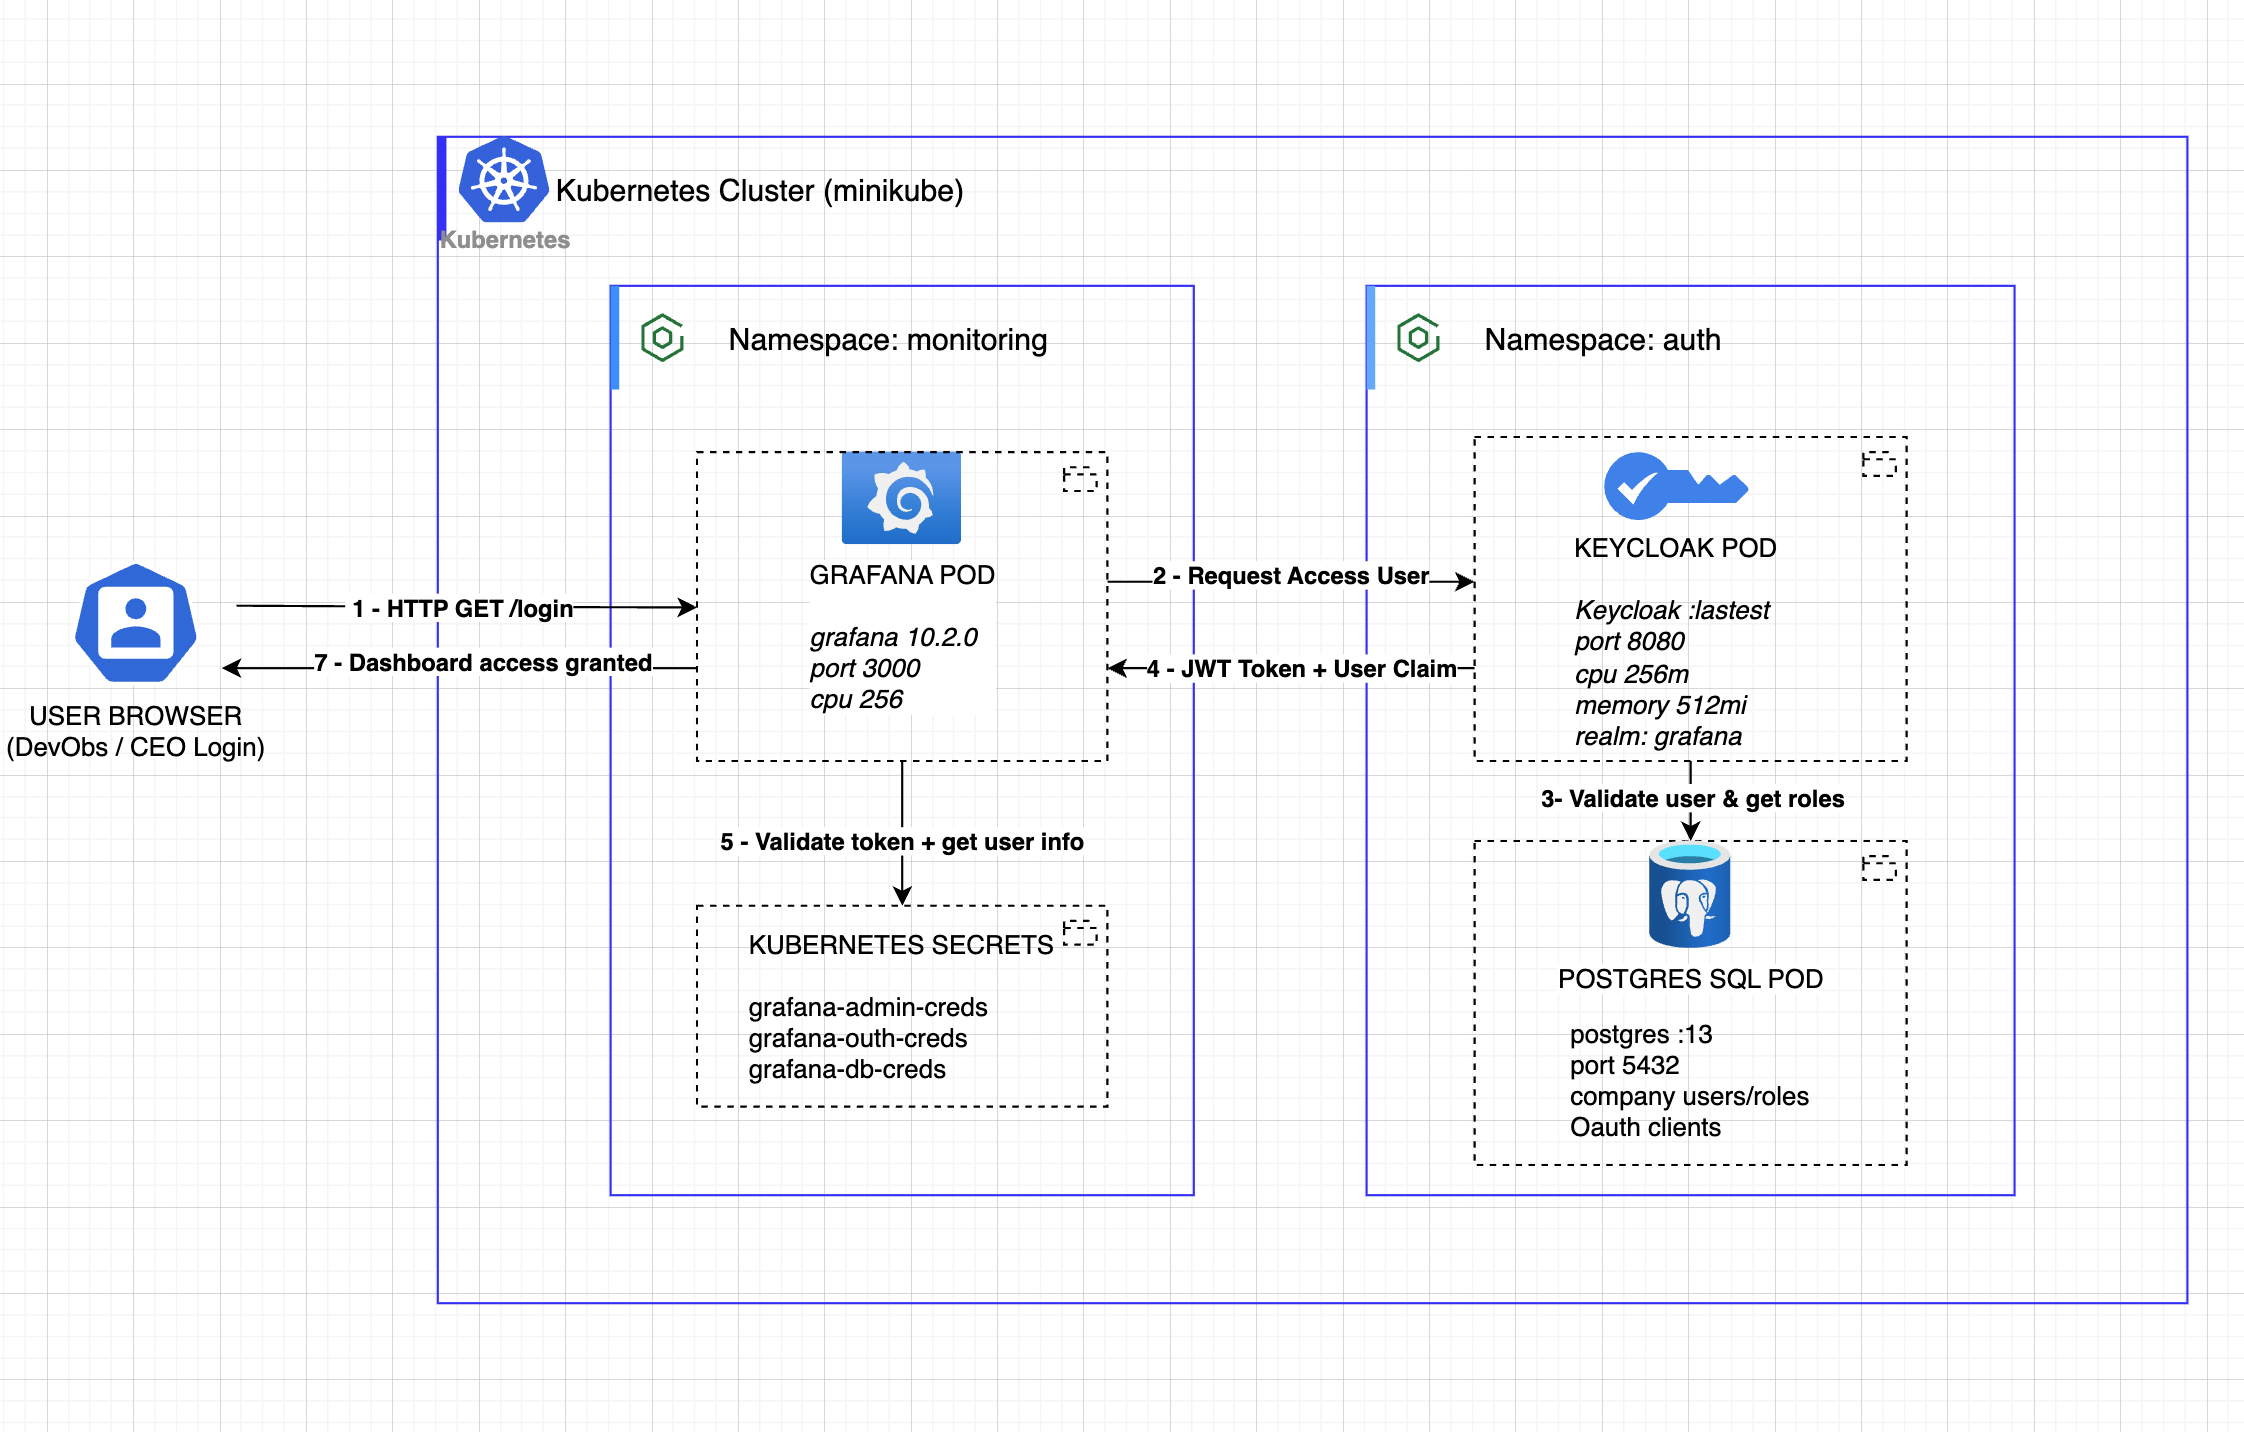 Kubernetes Cluster (minikube)
Kubernetes
Namespace: monitoring
Namespace: auth
USER BROWSER
(DevObs / CEO Login)
1 - HTTP GET /login
7 - Dashboard access granted
GRAFANA POD
grafana 10.2.0
port 3000
cpu 256
2 - Request Access User
4 - JWT Token + User Claim
KEYCLOAK POD
Keycloak :lastest
port 8080
cpu 256m
memory 512mi
realm: grafana
3- Validate user & get roles
5 - Validate token + get user info
KUBERNETES SECRETS
grafana-admin-creds
grafana-outh-creds
grafana-db-creds
POSTGRES SQL POD
postgres :13
port 5432
company users/roles
Oauth clients